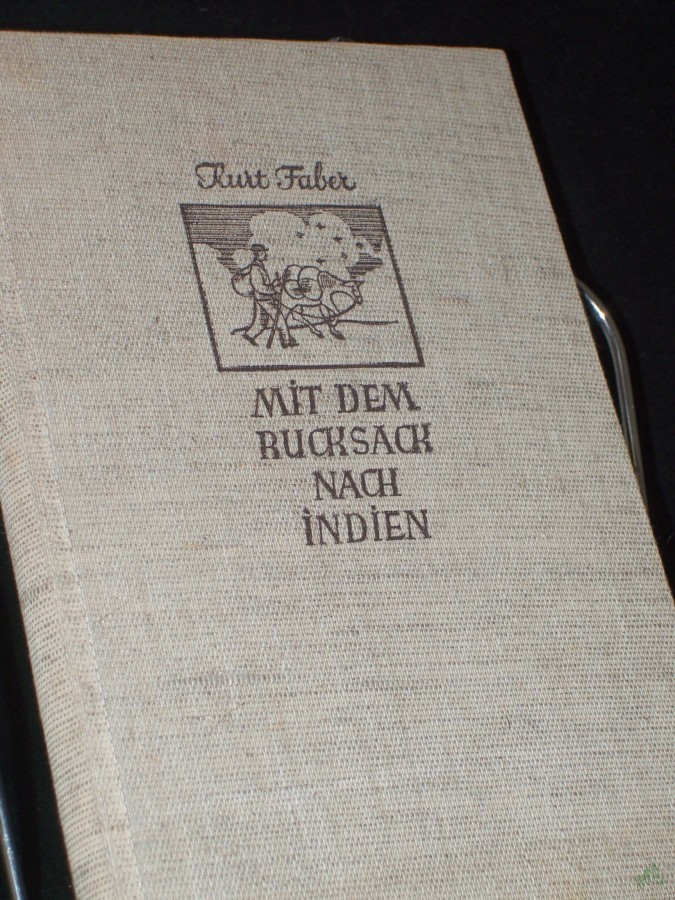 Kurt Faber
MIT DEM
RUCKSACK
NACH
INDIEN